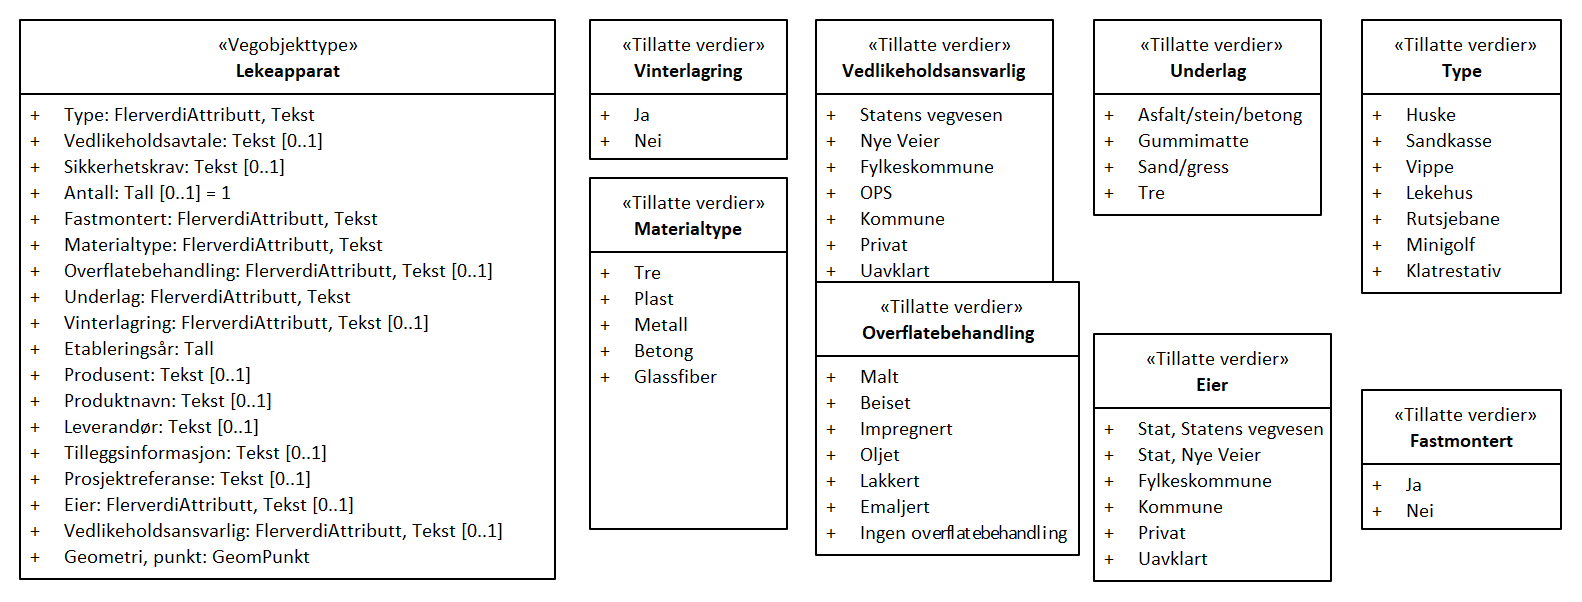 «Vegobjekttype»
Lekeapparat
+ Type: FlerverdiAttributt, Tekst
+ Vedlikeholdsavtale: Tekst [0..1]
+ Sikkerhetskrav: Tekst [0..1]
+ Antall: Tall [0..1] = 1
+ Fastmontert: FlerverdiAttributt, Tekst
+ Materialtype: FlerverdiAttributt, Tekst
+ Overflatebehandling: FlerverdiAttributt, Tekst [0..1]
+ Underlag: FlerverdiAttributt, Tekst
+ Vinterlagring: FlerverdiAttributt, Tekst [0..1]
+ Etableringsår: Tall
+ Produsent: Tekst [0..1]
+ Produktnavn: Tekst [0..1]
+ Leverandør: Tekst [0..1]
+ Tilleggsinformasjon: Tekst [0..1]
+ Prosjektreferanse: Tekst [0..1]
+ Eier: FlerverdiAttributt, Tekst [0..1]
+ Vedlikeholdsansvarlig: FlerverdiAttributt, Tekst [0..1]
+ Geometri, punkt: GeomPunkt
«Tillatte verdier»
Vinterlagring
+ Ja
+ Nei
«Tillatte verdier»
Materialtype
+ Tre
+ Plast
+ Metall
+ Betong
+ Glassfiber
«Tillatte verdier»
Vedlikeholdsansvarlig
+ Statens vegvesen
+ Nye Veier
+ Fylkeskommune
+ OPS
+ Kommune
+ Privat
+ Uavklart
«Tillatte verdier»
Overflatebehandling
+ Malt
+ Beiset
+ Impregnert
+ Oljet
+ Lakkert
+ Emaljert
+ Ingen overflatebehandling
«Tillatte verdier»
Underlag
+ Asfalt/stein/betong
+ Gummimatte
+ Sand/gress
+ Tre
«Tillatte verdier»
Eier
+ Stat, Statens vegvesen
+ Stat, Nye Veier
+ Fylkeskommune
+ Kommune
+ Privat
+ Uavklart
«Tillatte verdier»
Type
+ Huske
+ Sandkasse
+ Vippe
+ Lekehus
+ Rutsjebane
+ Minigolf
+ Klatrestativ
«Tillatte verdier»
Fastmontert
+ Ja
+ Nei